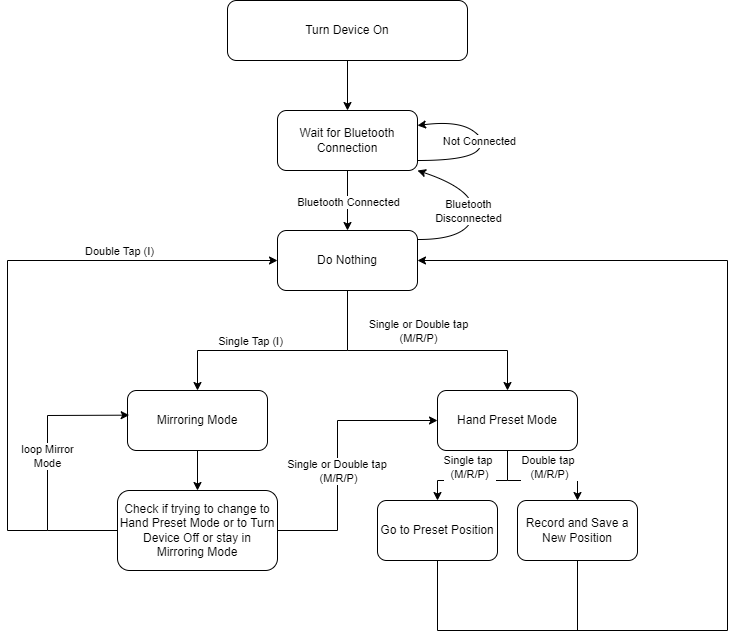 Turn Device On
Wait for Bluetooth
Connection
Not Connected
Bluetooth Connected
Bluetooth
Disconnected
Double Tap (I)
Do Nothing
Single or Double tap
(M/R/P)
Single Tap (I)
Mirroring Mode
Hand Preset Mode
loop Mirror
Mode
Single or Double tap
(M/R/P)
Single tap
(M/R/P)
Double tap
(M/R/P)
Check if trying to change to
Hand Preset Mode or to Turn
Device Off or stay in
Mirroring Mode
Go to Preset Position
Record and Save a
New Position